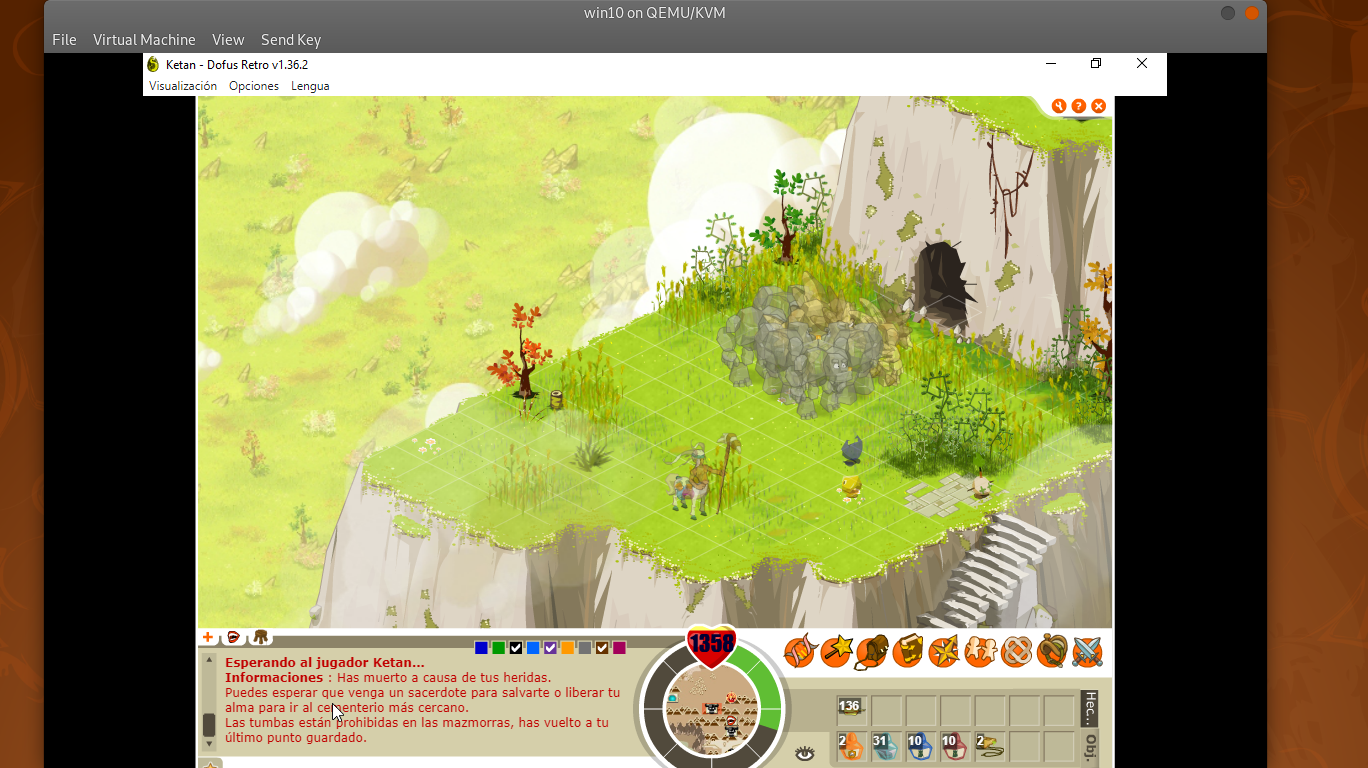 win10 on QEMU/KVM
File Virtual Machine View Send Key
Ketan - Dofus Retro v1.36.2
Visualización Opciones Lengua
1358
Esperando al jugador Ketan...
Informaciones : Has muerto a causa de tus heridas.
Puedes esperar que venga un sacerdote para salvarte o liberar tu
alma para ir al cementerio más cercano.
Las tumbas están prohibidas en las mazmorras, has vuelto a tu
último punto guardado.
136
Hec...
2 31 10 10 2
Obj.